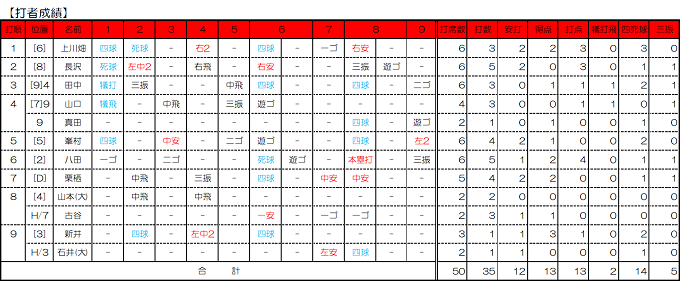 【打者成績】
打順 位置 名前 1 2 3 4 5 6 7 8 9 打席数 打数 安打 得点 打点 犠打飛 四死球 三振
1 [6] 上川畑 四球 死球 - 右2 - 四球 - 一ゴ 右安 - - 6 3 2 2 3 0 3 0
2 [8] 長沢 死球 左中2 - 右飛 - 右安 - - 三振 遊ゴ - 6 5 2 0 3 0 1 1
3 [9]4 田中 犠打 三振 - - 中飛 四球 - - 四球 - 二ゴ 6 3 0 1 1 1 2 1
4 [7]9 山口 犠飛 - 中飛 - 三振 遊ゴ - - - - - 4 3 0 0 1 1 0 1
真田 - - - - - - - - 四球 - 遊ゴ 2 1 0 1 0 0 1 0
5 [5] 峯村 四球 - 中安 - 二ゴ 遊ゴ - - 四球 - 左2 6 4 2 1 0 0 2 0
6 [2] 八田 一ゴ - 二ゴ - - 死球 遊ゴ - 本塁打 - 三振 6 5 1 2 4 0 1 1
7 [D] 栗栖 - 中飛 - 三振 - 四球 - 中安 中安 - - 5 4 2 2 0 0 1 1
8 [4] 山本(大) - 中飛 - 中飛 - - - - - - - 2 2 0 0 0 0 0 0
H/7 古谷 - - - - - 一安 - 一ゴ 一ゴ - - 2 3 1 1 0 0 0 0
9 [3] 新井 - 四球 - 左中2 - 四球 - - - - - 3 1 1 3 1 0 2 0
H/3 石井(大) - - - - - - - 左安 四球 - - 2 1 1 0 0 0 1 0
合 計 50 35 12 13 13 2 14 5